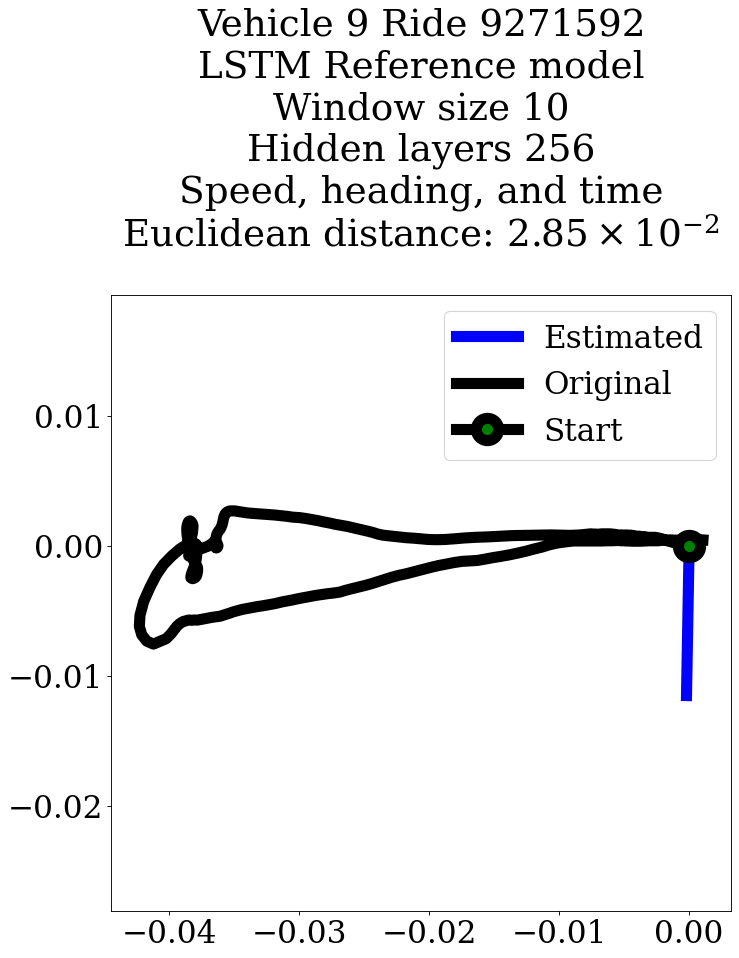 Vehicle 9 Ride 9271592
LSTM Reference model
Window size 10
Hidden layers 256
Speed, heading, and time
Euclidean distance: 2.85 × 10⁻²
Estimated
Original
Start
0.01
0.00
−0.01
−0.02
−0.04 −0.03 −0.02 −0.01 0.00